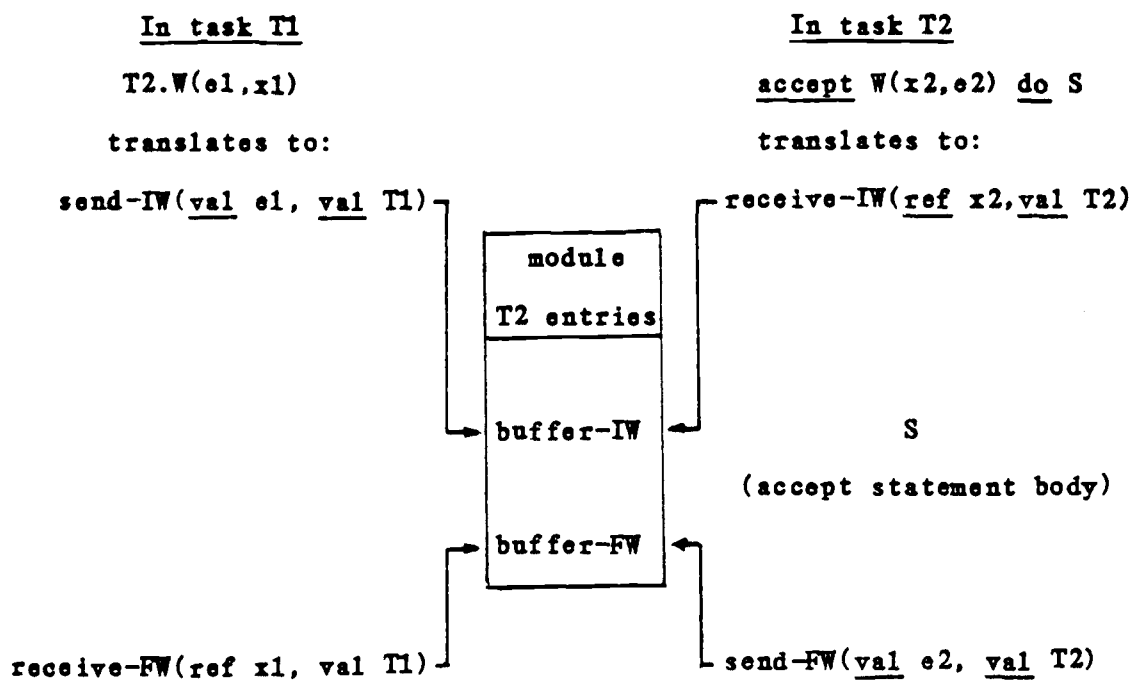 In task T1
T2.W(e1,x1)
translates to:
send-IW(val e1, val T1)
In task T2
accept W(x2,e2) do S
translates to:
receive-IW(ref x2,val T2)
module
T2 entries
buffer-IW
buffer-FW
S
(accept statement body)
receive-FW(ref x1, val T1)
send-FW(val e2, val T2)